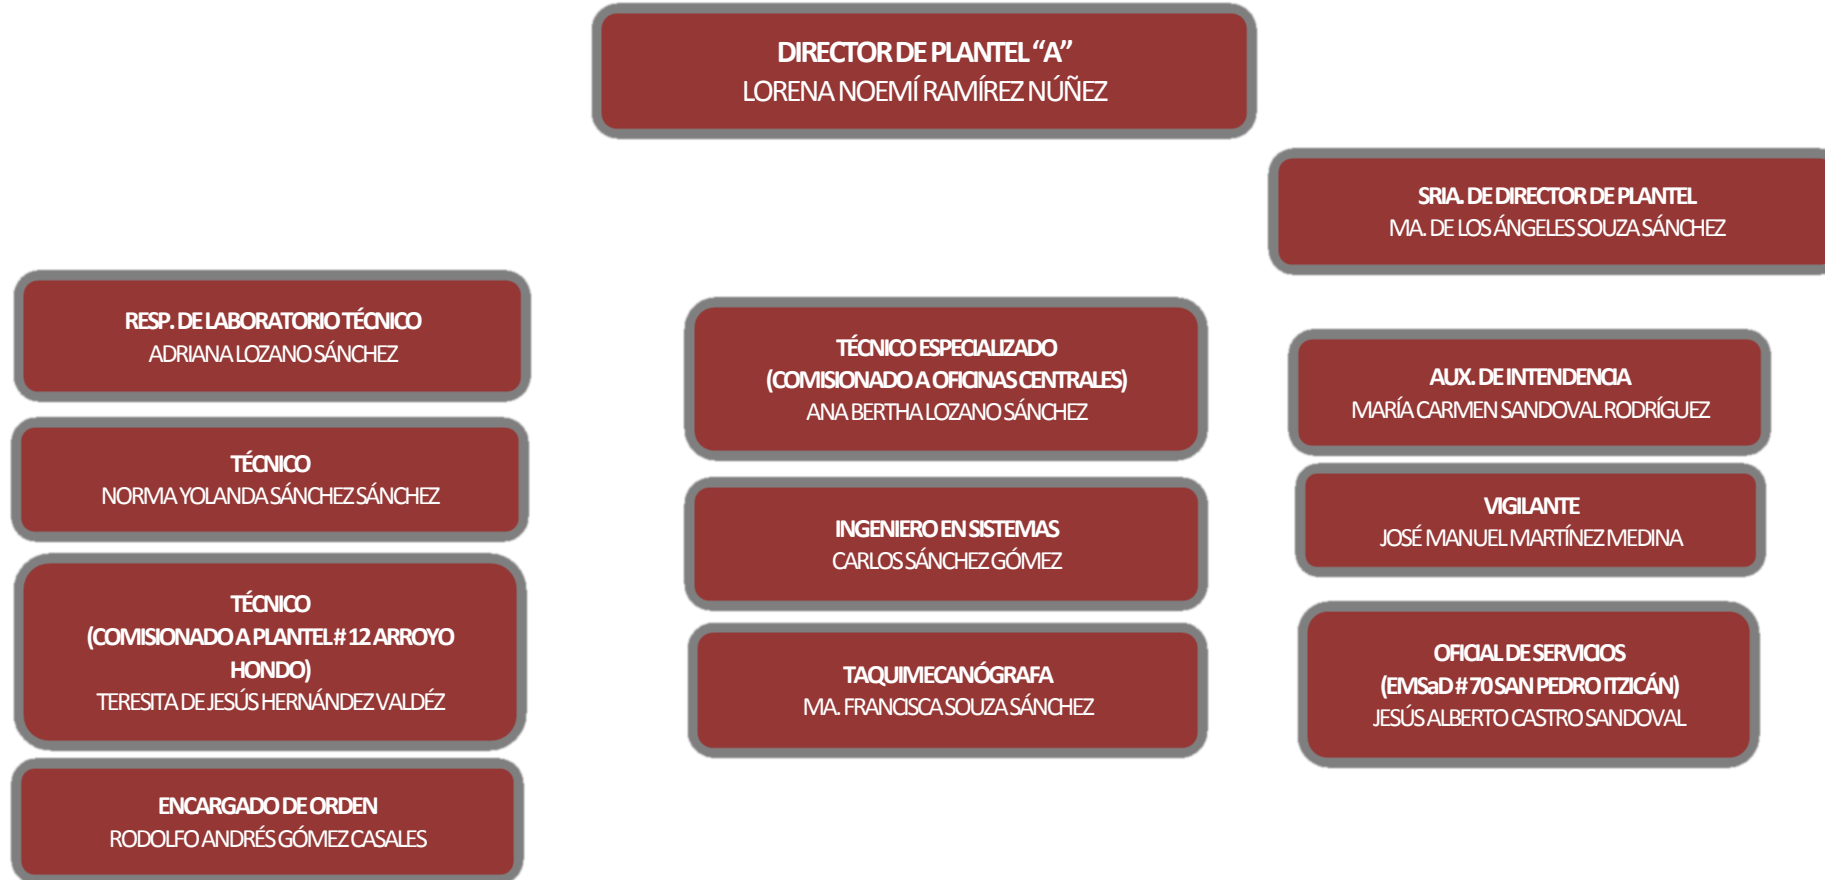 DIRECTOR DE PLANTEL “A”
LORENA NOEMÍ RAMÍREZ NÚÑEZ
SRIA. DE DIRECTOR DE PLANTEL
MA. DE LOS ÁNGELES SOUZA SÁNCHEZ
RESP. DE LABORATORIO TÉCNICO
ADRIANA LOZANO SÁNCHEZ
TÉCNICO
NORMA YOLANDA SÁNCHEZ SÁNCHEZ
TÉCNICO
(COMISIONADO A PLANTEL # 12 ARROYO
HONDO)
TERESITA DE JESÚS HERNÁNDEZ VALDÉZ
ENCARGADO DE ORDEN
RODOLFO ANDRÉS GÓMEZ CASALES
TÉCNICO ESPECIALIZADO
(COMISIONADO A OFICINAS CENTRALES)
ANA BERTHA LOZANO SÁNCHEZ
INGENIERO EN SISTEMAS
CARLOS SÁNCHEZ GÓMEZ
TAQUIMECANÓGRAFA
MA. FRANCISCA SOUZA SÁNCHEZ
AUX. DE INTENDENCIA
MARÍA CARMEN SANDOVAL RODRÍGUEZ
VIGILANTE
JOSÉ MANUEL MARTÍNEZ MEDINA
OFICIAL DE SERVICIOS
(EMSaD # 70 SAN PEDRO ITZICÁN)
JESÚS ALBERTO CASTRO SANDOVAL